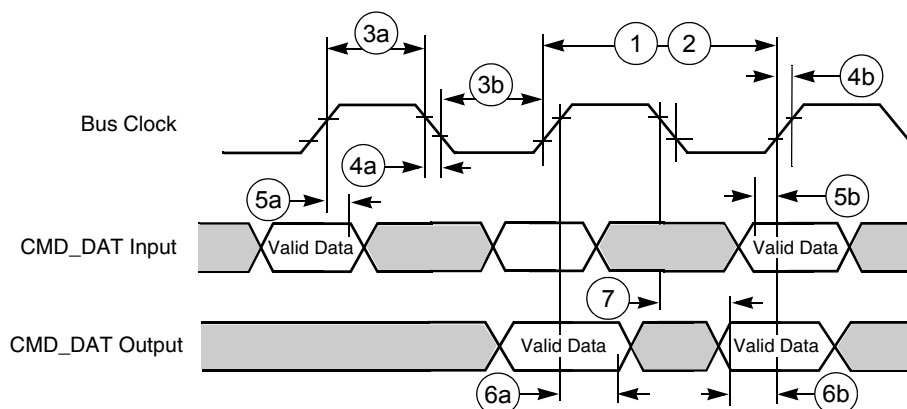 3a
1
2
3b
4b
Bus Clock
4a
5a
5b
CMD_DAT Input
Valid Data
Valid Data
7
CMD_DAT Output
Valid Data
Valid Data
6a
6b